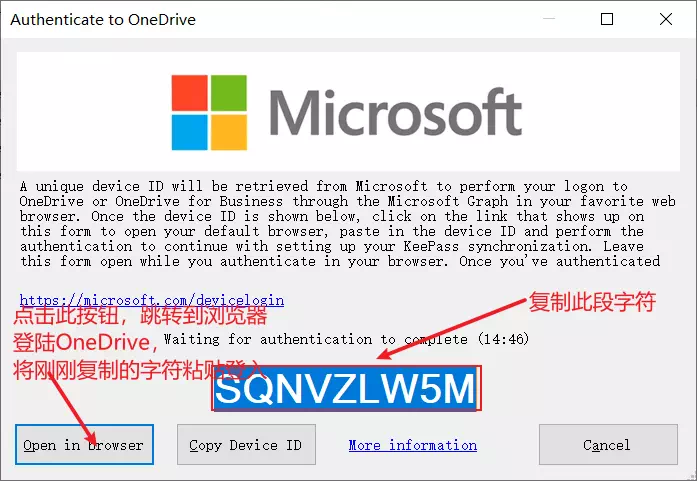 Authenticate to OneDrive
Microsoft
A unique device ID will be retrieved from Microsoft to perform your logon to
OneDrive or OneDrive for Business through the Microsoft Graph in your favorite web
browser. Once the device ID is shown below, click on the link that shows up on
this form to open your default browser, paste in the device ID and perform the
authentication to continue with setting up your KeePass synchronization. Leave
this form open while you authenticate in your browser. Once you've authenticated
https://microsoft.com/devicelogin
复制此段字符
点击此按钮，跳转到浏览器
登陆OneDrive，
将刚刚复制的字符粘贴登入
Waiting for authentication to complete (14:46)
SQNVZLW5M
Open in browser
Copy Device ID
More information
Cancel